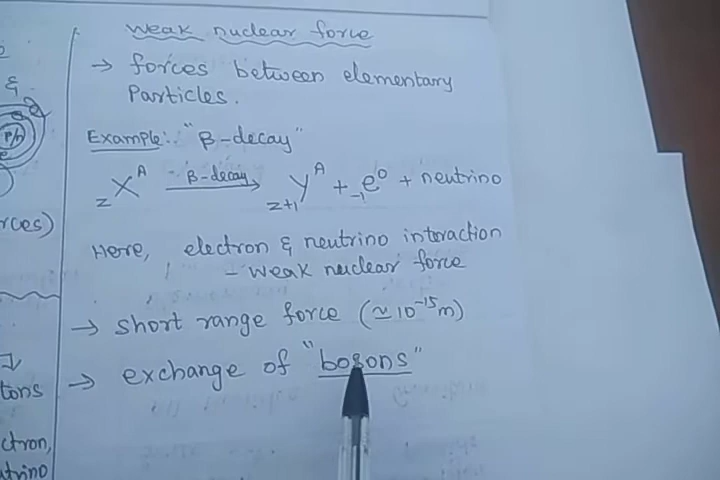 weak nuclear force
→ forces between elementary
Particles.
Example:- "β-decay"
zX^A —β-decay→ z+1Y^A + -1e^0 + neutrino
Here, electron & neutrino interaction
- weak nuclear force
→ short range force (≃10^-15 m)
→ exchange of "bosons"
&
P/n
e
rces)
tons
ctron,
utrino